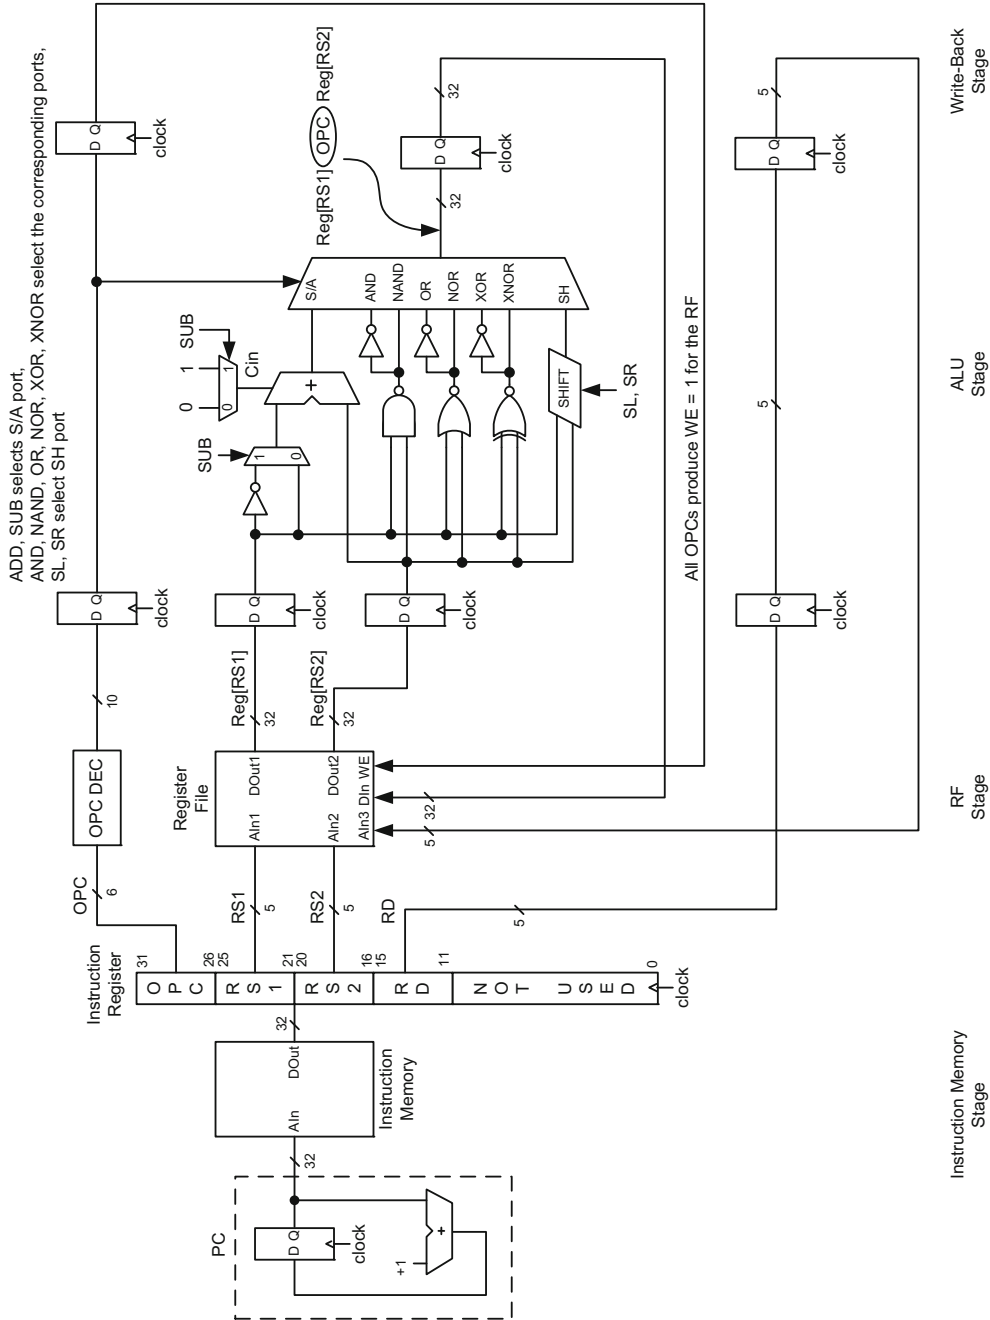 ADD, SUB selects S/A port,
AND, NAND, OR, NOR, XOR, XNOR select the corresponding ports,
SL, SR select SH port
PC
D Q
clock
+1
+
32
AIn
DOut
Instruction
Memory
32
Instruction
Register
31
O P C
26
25
R S 1
21
20
R S 2
16
15
R D
11
N O T U S E D
0
clock
OPC
6
OPC DEC
10
D Q
clock
D Q
clock
RS1
5
RS2
5
RD
5
Register
File
AIn1
DOut1
AIn2
DOut2
AIn3 DIn WE
5
32
Reg[RS1]
32
Reg[RS2]
32
D Q
clock
D Q
clock
SUB
1
0
0
1
SUB
0
1
Cin
+
SHIFT
SL, SR
S/A
AND
NAND
OR
NOR
XOR
XNOR
SH
Reg[RS1] OPC Reg[RS2]
32
D Q
clock
32
All OPCs produce WE = 1 for the RF
D Q
clock
5
D Q
clock
5
Instruction Memory
Stage
RF
Stage
ALU
Stage
Write-Back
Stage